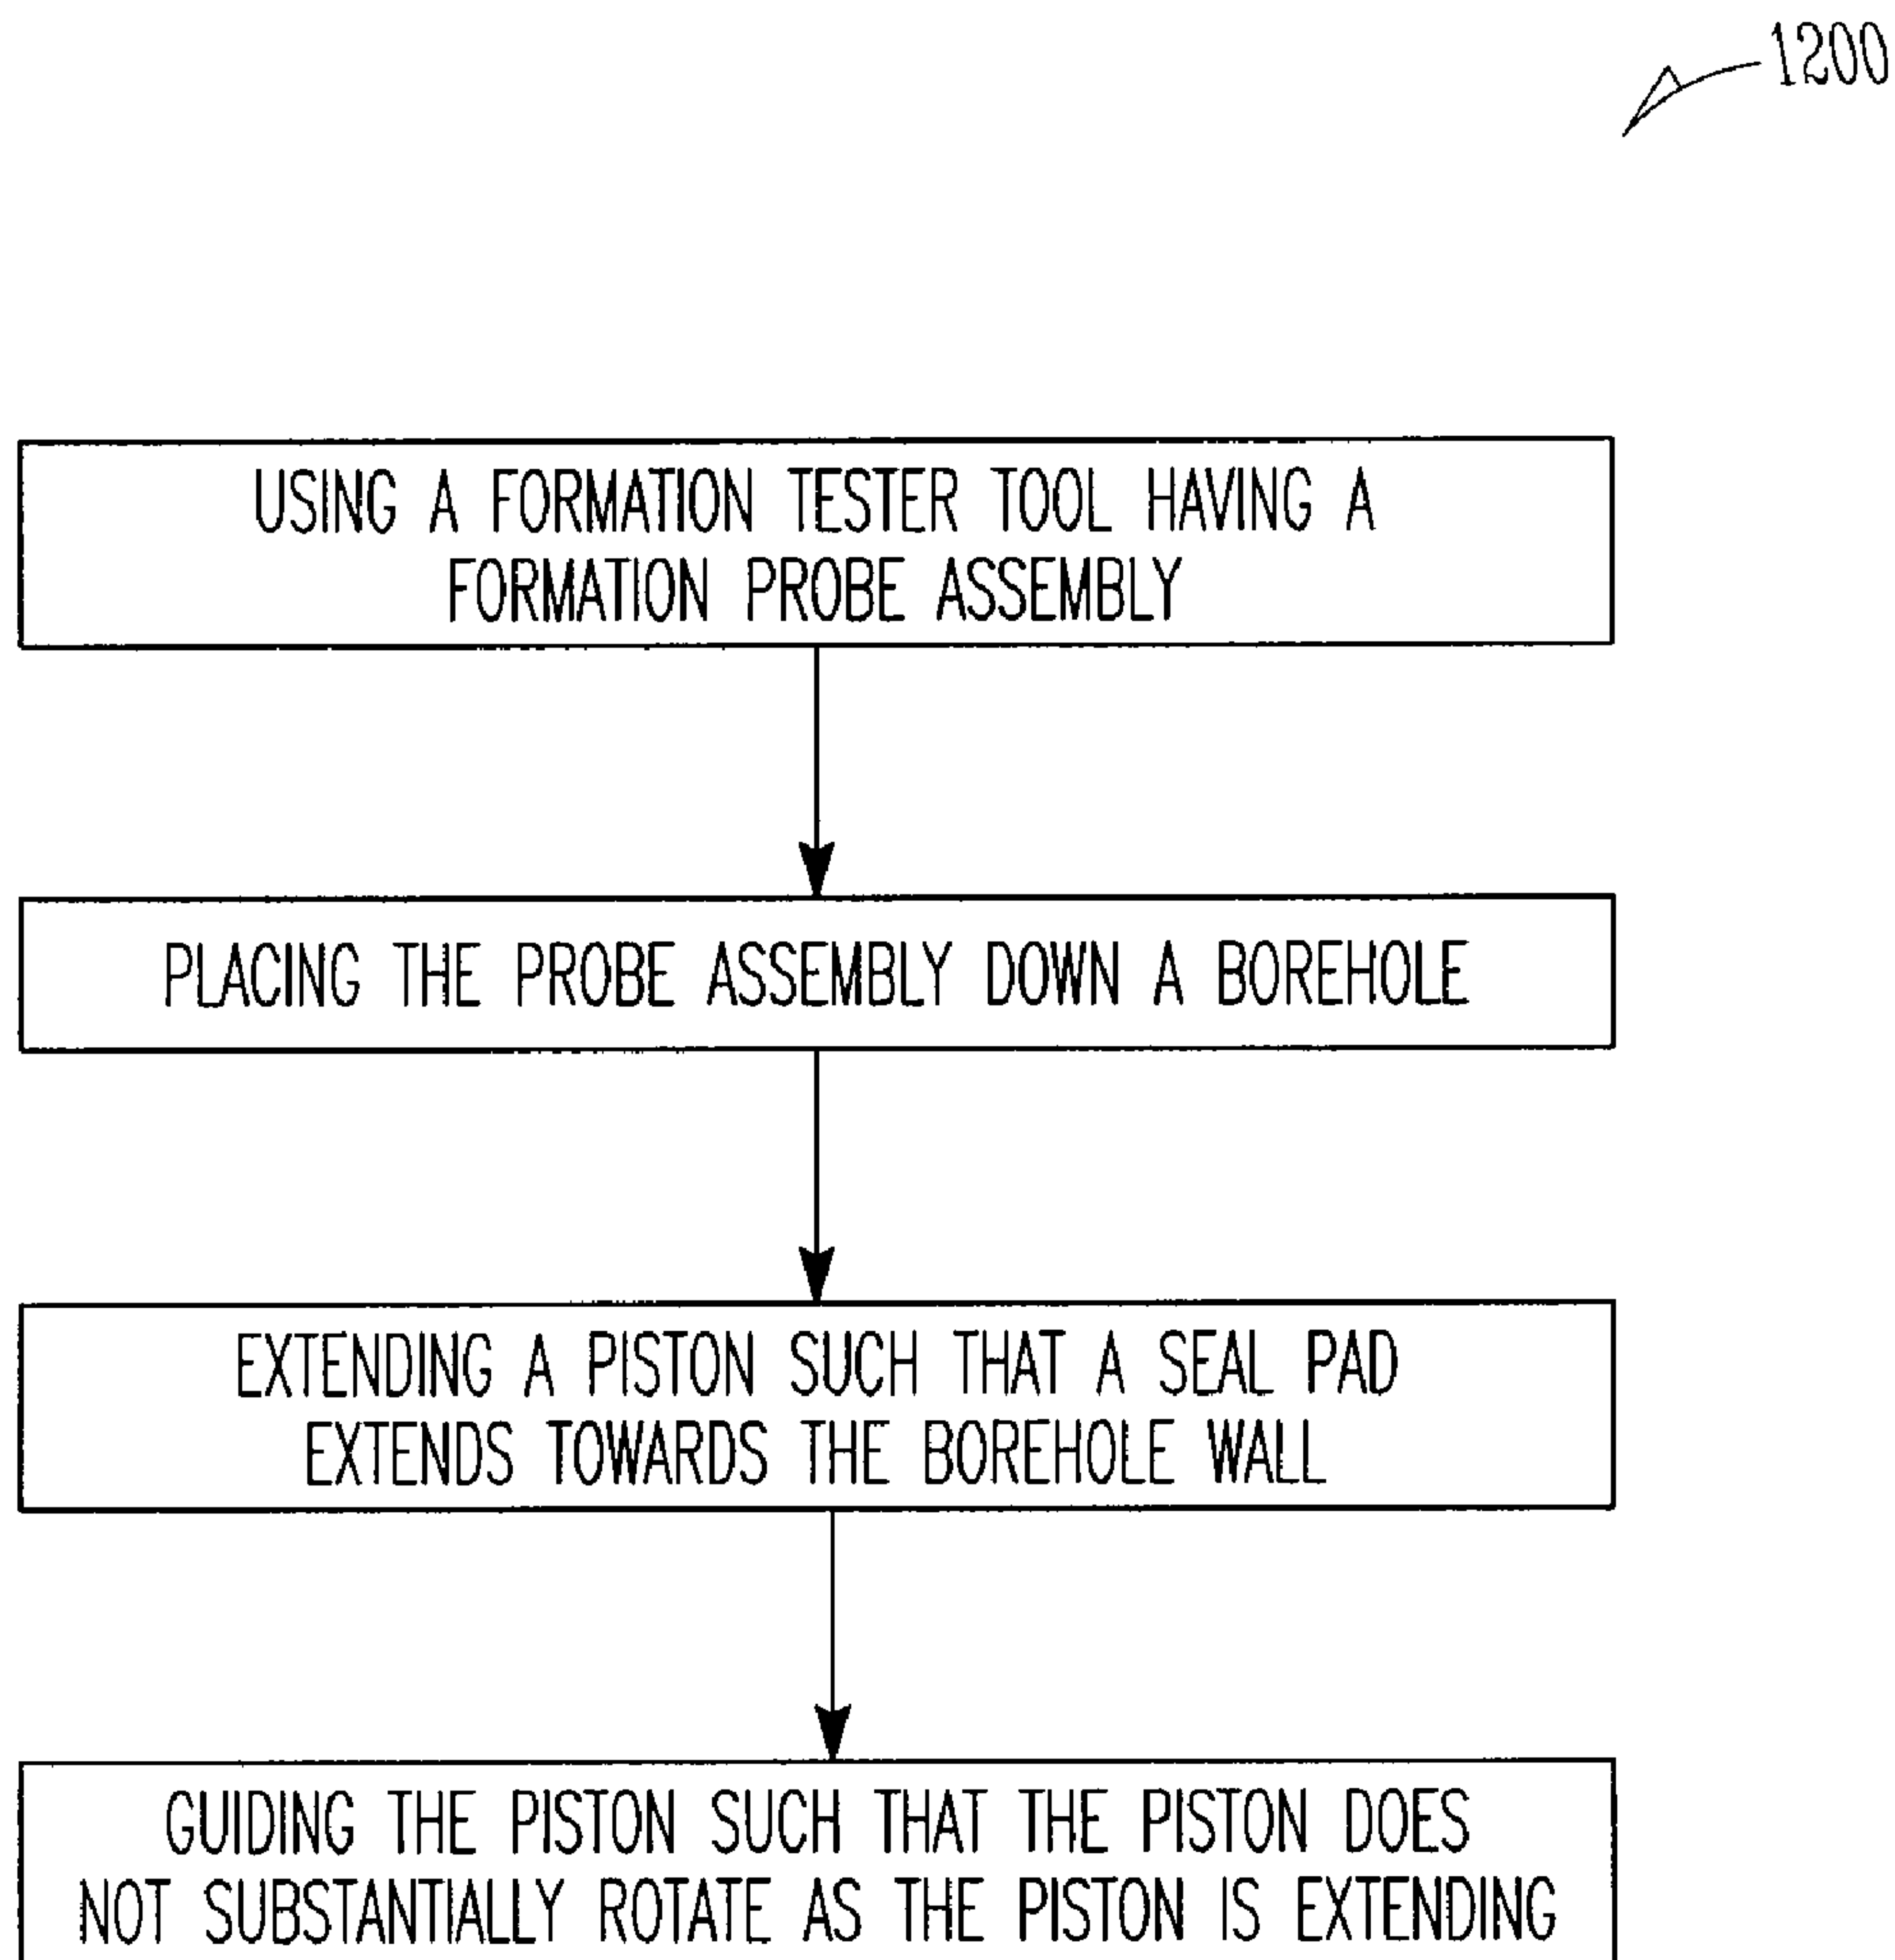 1200
USING A FORMATION TESTER TOOL HAVING A
FORMATION PROBE ASSEMBLY
PLACING THE PROBE ASSEMBLY DOWN A BOREHOLE
EXTENDING A PISTON SUCH THAT A SEAL PAD
EXTENDS TOWARDS THE BOREHOLE WALL
GUIDING THE PISTON SUCH THAT THE PISTON DOES
NOT SUBSTANTIALLY ROTATE AS THE PISTON IS EXTENDING